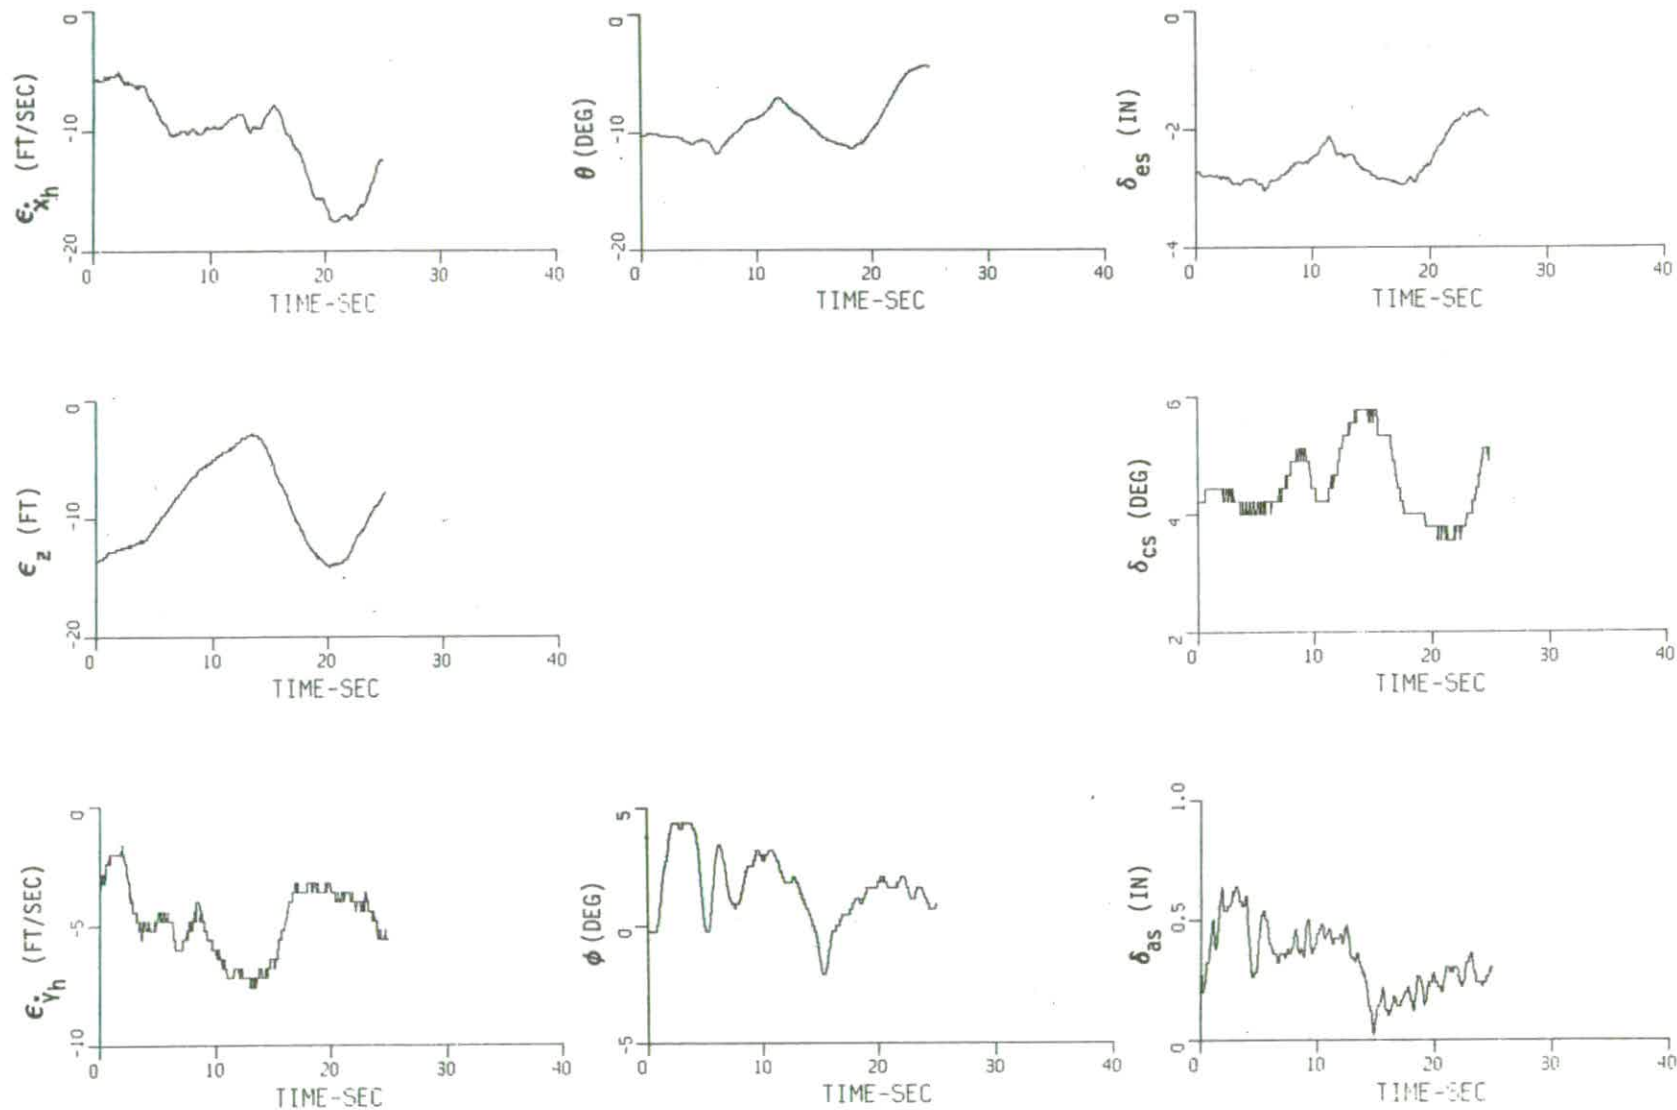 0
-10
-20
ϵẋh (FT/SEC)
0 10 20 30 40
TIME-SEC
0
-10
-20
θ (DEG)
0 10 20 30 40
TIME-SEC
0
-2
-4
δes (IN)
0 10 20 30 40
TIME-SEC
0
-10
-20
ϵz (FT)
0 10 20 30 40
TIME-SEC
6
4
2
δcs (DEG)
0 10 20 30 40
TIME-SEC
0
-5
-10
ϵẏh (FT/SEC)
0 10 20 30 40
TIME-SEC
5
0
-5
ϕ (DEG)
0 10 20 30 40
TIME-SEC
1.0
0.5
0
δas (IN)
0 10 20 30 40
TIME-SEC